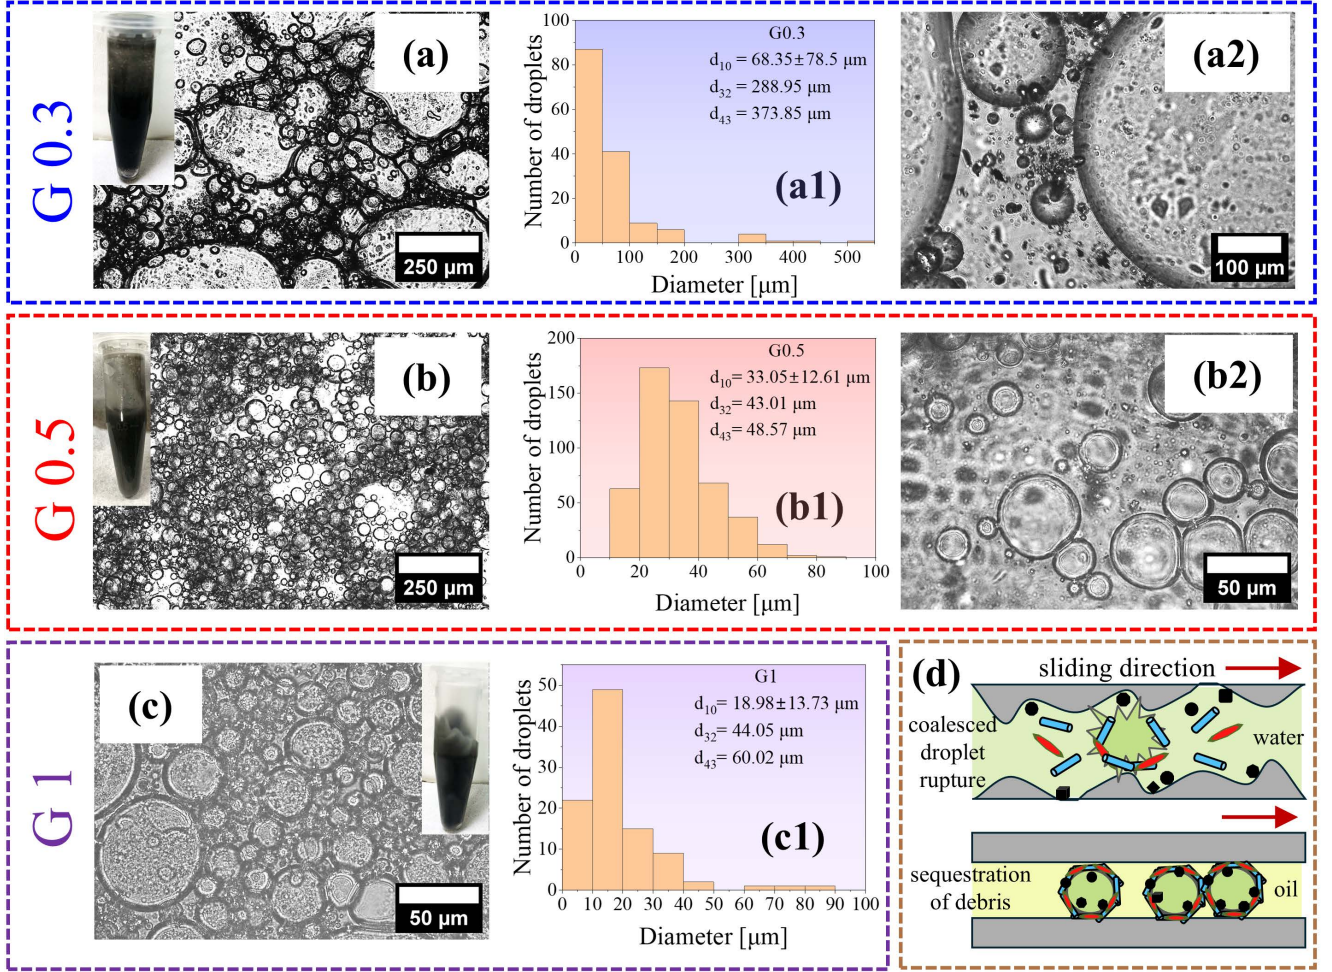 G 0.3
(a)
250 µm
Number of droplets
100
80
60
40
20
0
0 100 200 300 400 500
Diameter [µm]
G0.3
d10 = 68.35±78.5 µm
d32 = 288.95 µm
d43 = 373.85 µm
(a1)
(a2)
100 µm
G 0.5
(b)
250 µm
Number of droplets
200
150
100
50
0
0 20 40 60 80 100
Diameter [µm]
G0.5
d10= 33.05±12.61 µm
d32= 43.01 µm
d43= 48.57 µm
(b1)
(b2)
50 µm
G 1
(c)
50 µm
Number of droplets
50
40
30
20
10
0
0 10 20 30 40 50 60 70 80 90 100
Diameter [µm]
G1
d10= 18.98±13.73 µm
d32= 44.05 µm
d43= 60.02 µm
(c1)
(d)
sliding direction
coalesced
droplet
rupture
water
sequestration
of debris
oil